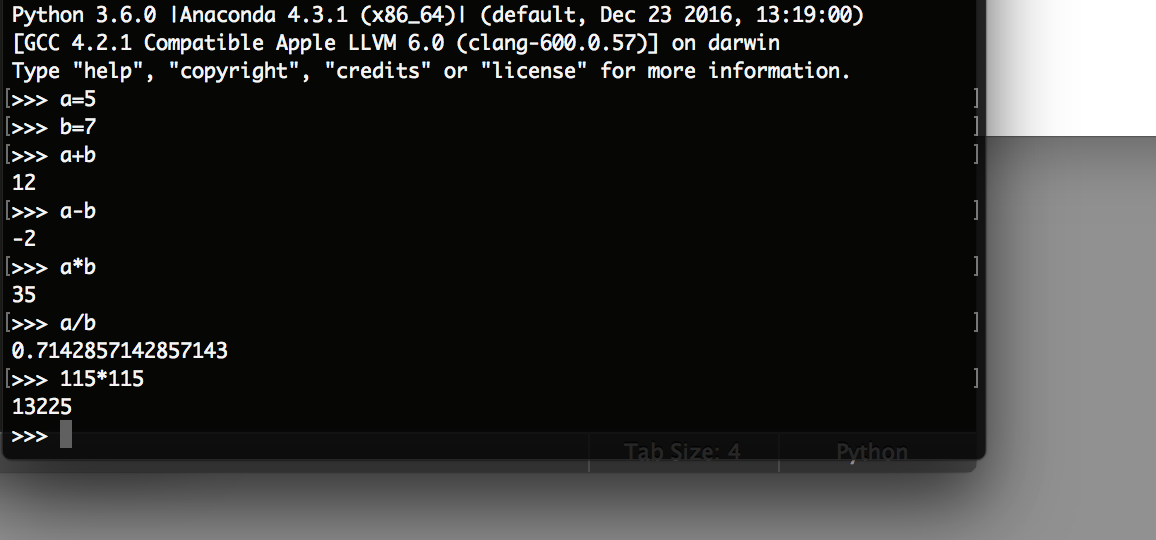 Python 3.6.0 |Anaconda 4.3.1 (x86_64)| (default, Dec 23 2016, 13:19:00)
[GCC 4.2.1 Compatible Apple LLVM 6.0 (clang-600.0.57)] on darwin
Type "help", "copyright", "credits" or "license" for more information.
[>>> a=5 ]
[>>> b=7 ]
[>>> a+b ]
12
[>>> a-b ]
-2
[>>> a*b ]
35
[>>> a/b ]
0.7142857142857143
[>>> 115*115 ]
13225
>>>
Tab Size: 4 Python